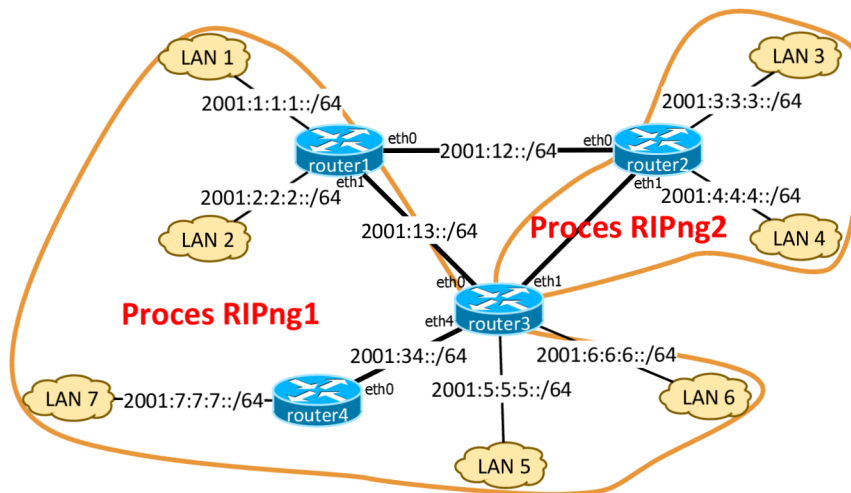 LAN 1
LAN 3
2001:1:1:1::/64
2001:3:3:3::/64
eth0
2001:12::/64
eth0
router1
router2
eth1
eth1
2001:2:2:2::/64
2001:4:4:4::/64
LAN 2
2001:13::/64
Proces RIPng2
LAN 4
eth0
eth1
Proces RIPng1
eth4
router3
2001:34::/64
2001:6:6:6::/64
eth0
2001:5:5:5::/64
LAN 7
2001:7:7:7::/64
router4
LAN 6
LAN 5